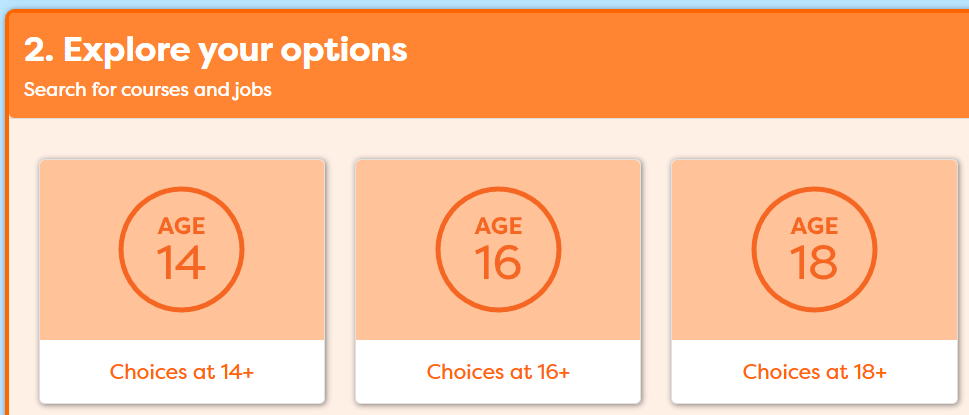 2. Explore your options
Search for courses and jobs
AGE
14
Choices at 14+
AGE
16
Choices at 16+
AGE
18
Choices at 18+